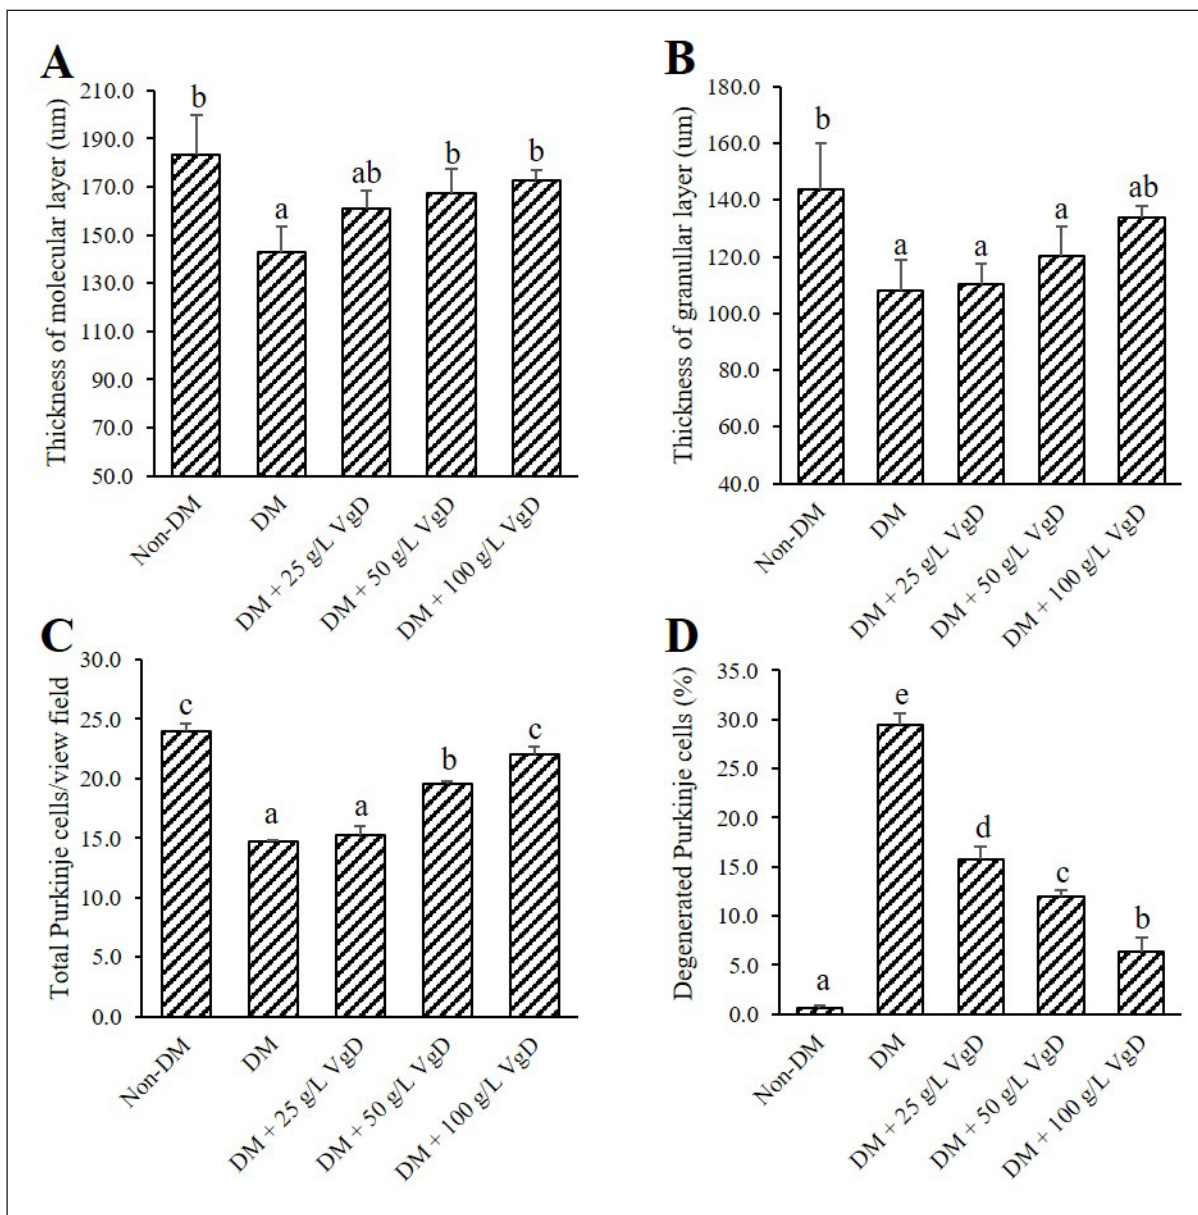 A
Thickness of molecular layer (um)
210.0
190.0
170.0
150.0
130.0
110.0
90.0
70.0
50.0
b
a
ab
b
b
Non-DM
DM
DM + 25 g/L VgD
DM + 50 g/L VgD
DM + 100 g/L VgD
B
Thickness of granullar layer (um)
180.0
160.0
140.0
120.0
100.0
80.0
60.0
40.0
b
a
a
a
ab
Non-DM
DM
DM + 25 g/L VgD
DM + 50 g/L VgD
DM + 100 g/L VgD
C
Total Purkinje cells/view field
30.0
25.0
20.0
15.0
10.0
5.0
0.0
c
a
a
b
c
Non-DM
DM
DM + 25 g/L VgD
DM + 50 g/L VgD
DM + 100 g/L VgD
D
Degenerated Purkinje cells (%)
35.0
30.0
25.0
20.0
15.0
10.0
5.0
0.0
a
e
d
c
b
Non-DM
DM
DM + 25 g/L VgD
DM + 50 g/L VgD
DM + 100 g/L VgD